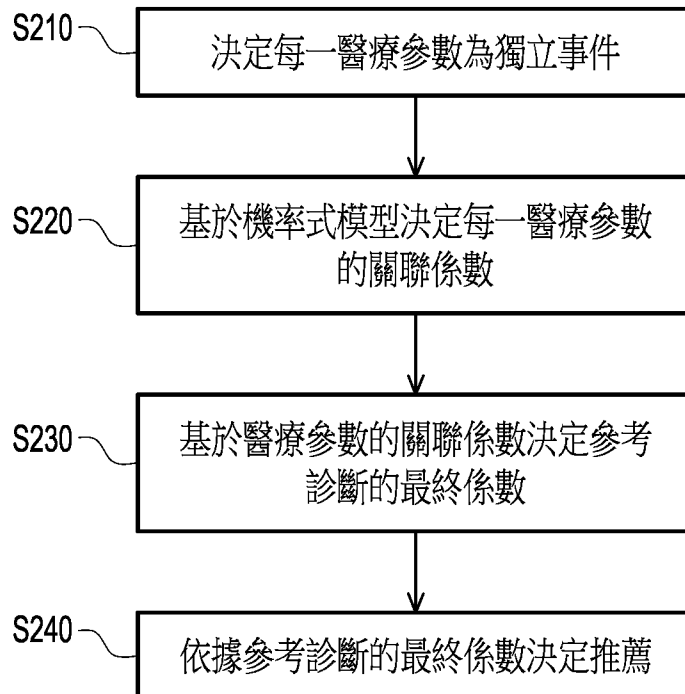 S210
決定每一醫療參數為獨立事件
S220
基於機率式模型決定每一醫療參數
的關聯係數
S230
基於醫療參數的關聯係數決定參考
診斷的最終係數
S240
依據參考診斷的最終係數決定推薦